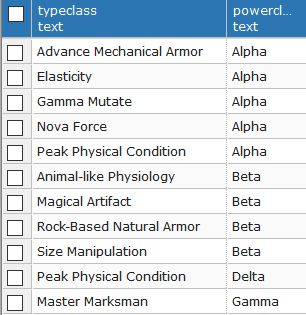 typeclass powercl...
text text
Advance Mechanical Armor Alpha
Elasticity Alpha
Gamma Mutate Alpha
Nova Force Alpha
Peak Physical Condition Alpha
Animal-like Physiology Beta
Magical Artifact Beta
Rock-Based Natural Armor Beta
Size Manipulation Beta
Peak Physical Condition Delta
Master Marksman Gamma